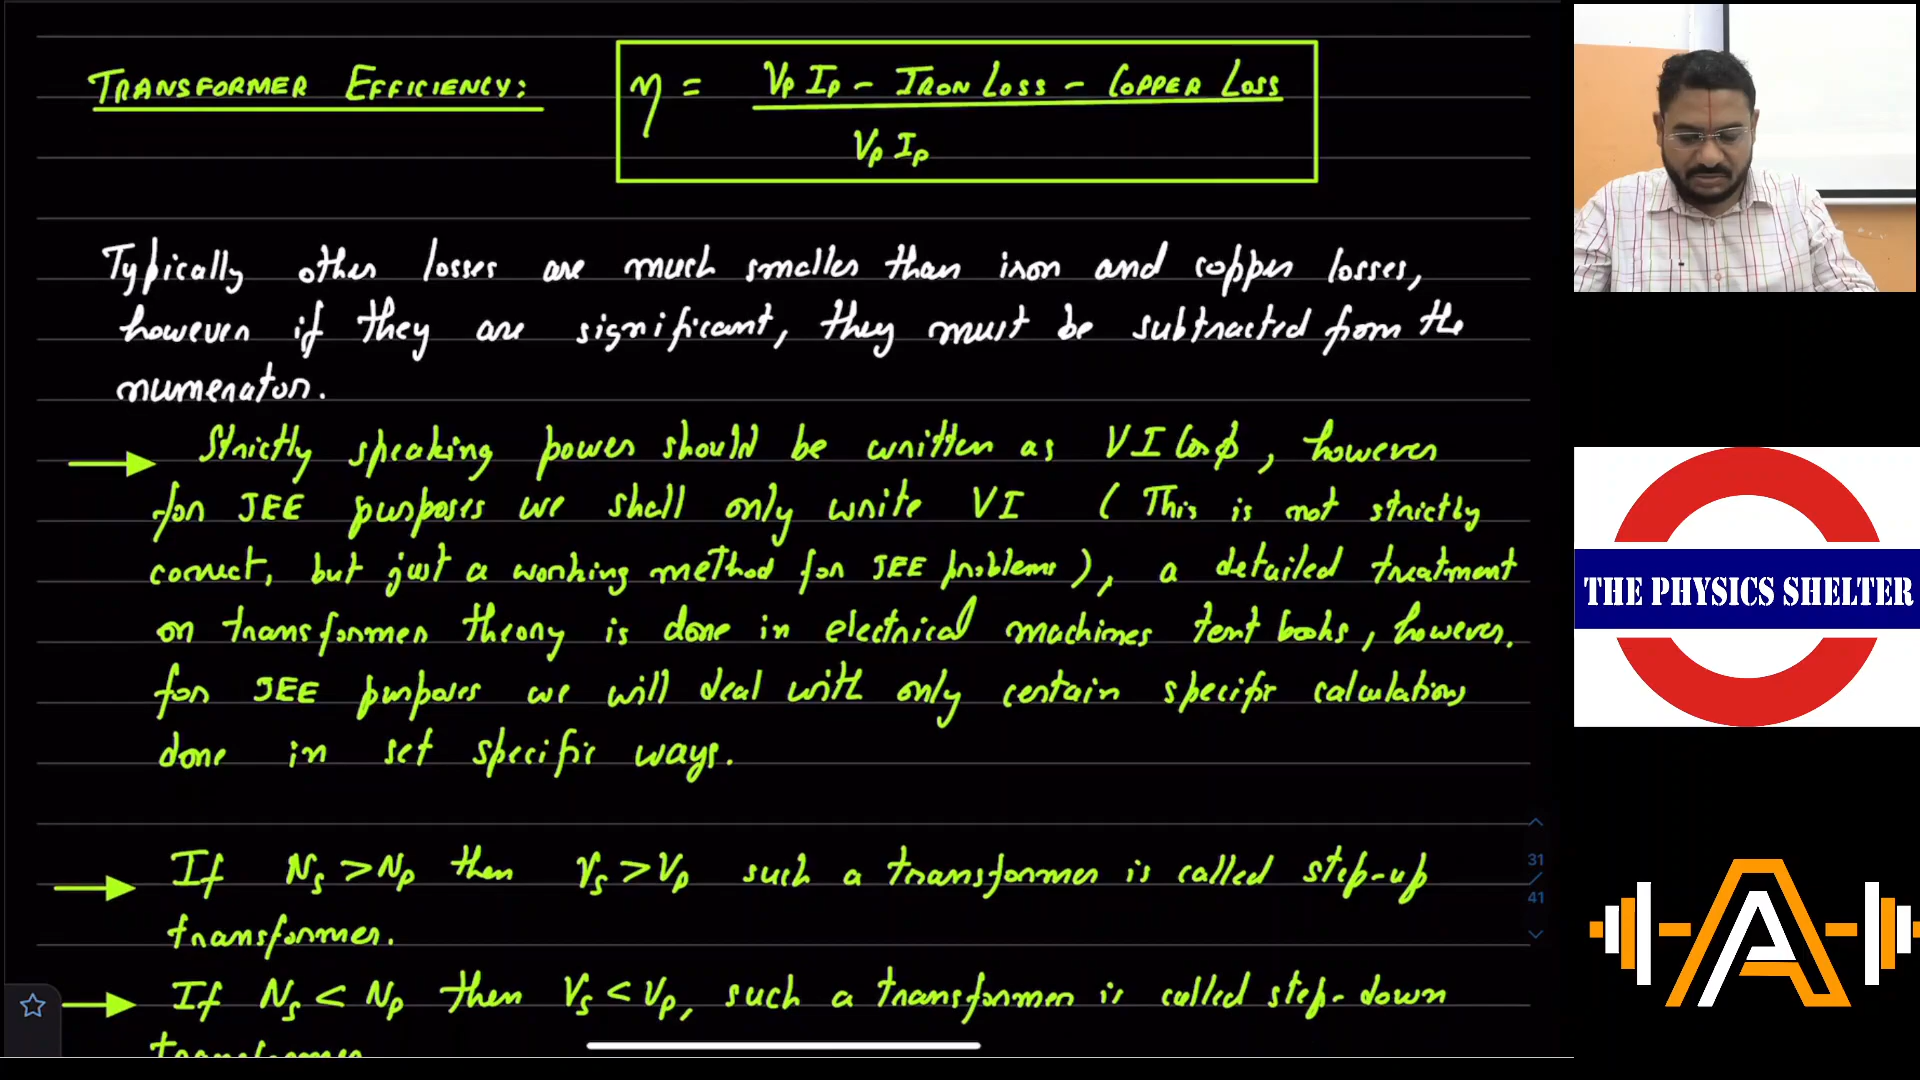 TRANSFORMER EFFICIENCY: η = VpIp - IRON LOSS - COPPER LOSS
VpIp
Typically other losses are much smaller than iron and copper losses,
however if they are significant, they must be subtracted from the
numerator.
→ Strictly speaking power should be written as VI Cos ϕ, however
for JEE purposes we shall only write VI (This is not strictly
correct, but just a working method for JEE problems), a detailed treatment
on transformer theory is done in electrical machines text books, however.
for JEE purposes we will deal with only certain specific calculations
done in set specific ways.
→ If Ns > Np then Vs > Vp such a transformer is called step-up
transformer.
→ If Ns < Np then Vs < Vp, such a transformer is called step-down
transformer
31
/
41
THE PHYSICS SHELTER
A